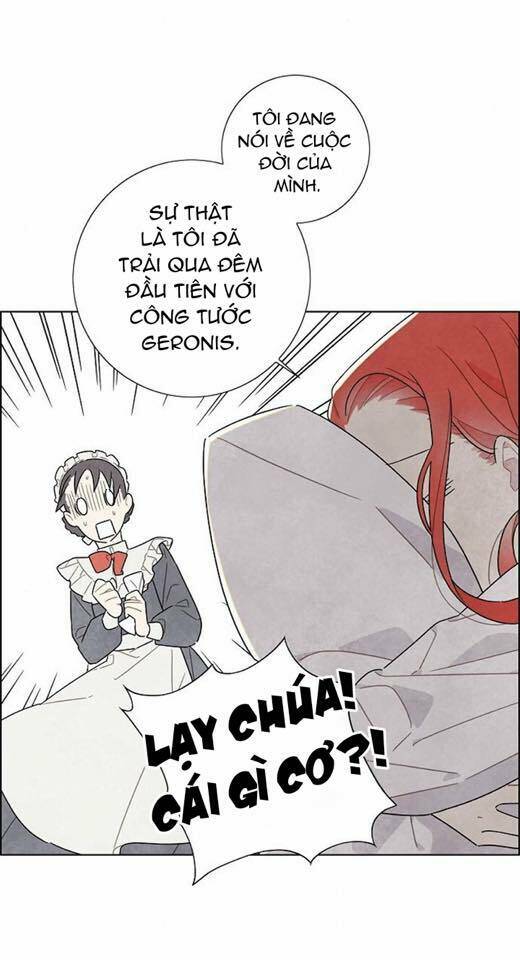 TÔI ĐANG
NÓI VỀ CUỘC
ĐỜI CỦA
MÌNH.
SỰ THẬT
LÀ TÔI ĐÃ
TRẢI QUA ĐÊM
ĐẦU TIÊN VỚI
CÔNG TƯỚC
GERONIS.
LẠY CHÚA!
CÁI GÌ CƠ?!